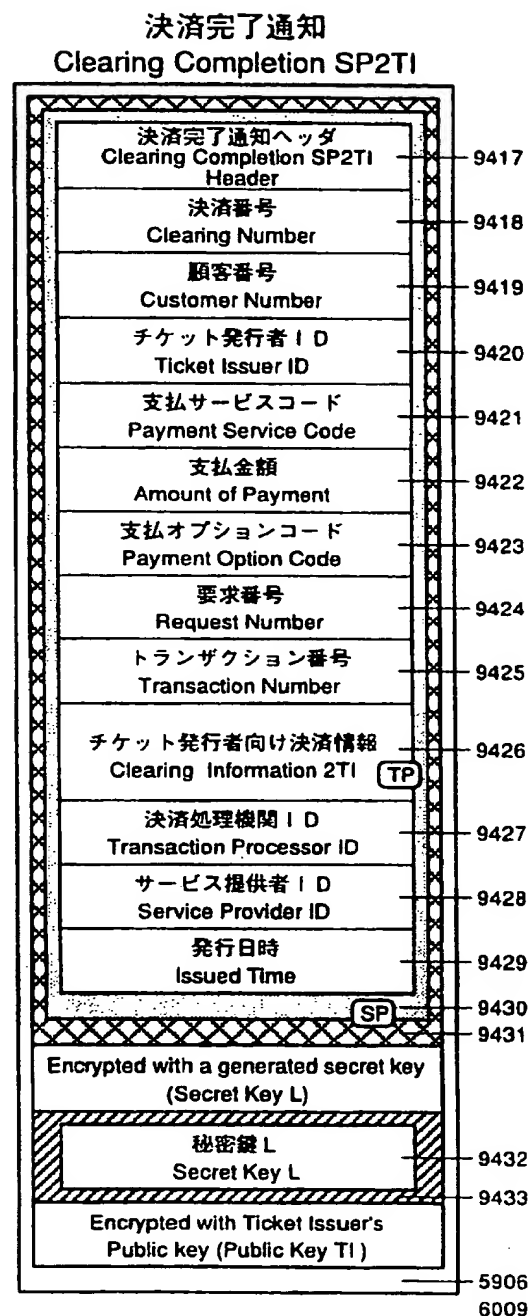 決済完了通知
Clearing Completion SP2TI
決済完了通知ヘッダ
Clearing Completion SP2TI
Header
9417
決済番号
Clearing Number
9418
顧客番号
Customer Number
9419
チケット発行者ID
Ticket Issuer ID
9420
支払サービスコード
Payment Service Code
9421
支払金額
Amount of Payment
9422
支払オプションコード
Payment Option Code
9423
要求番号
Request Number
9424
トランザクション番号
Transaction Number
9425
チケット発行者向け決済情報
Clearing Information 2TI
TP
9426
決済処理機関ID
Transaction Processor ID
9427
サービス提供者ID
Service Provider ID
9428
発行日時
Issued Time
9429
SP
9430
9431
Encrypted with a generated secret key
(Secret Key L)
秘密鍵 L
Secret Key L
9432
9433
Encrypted with Ticket Issuer's
Public key (Public Key TI )
5906
6009